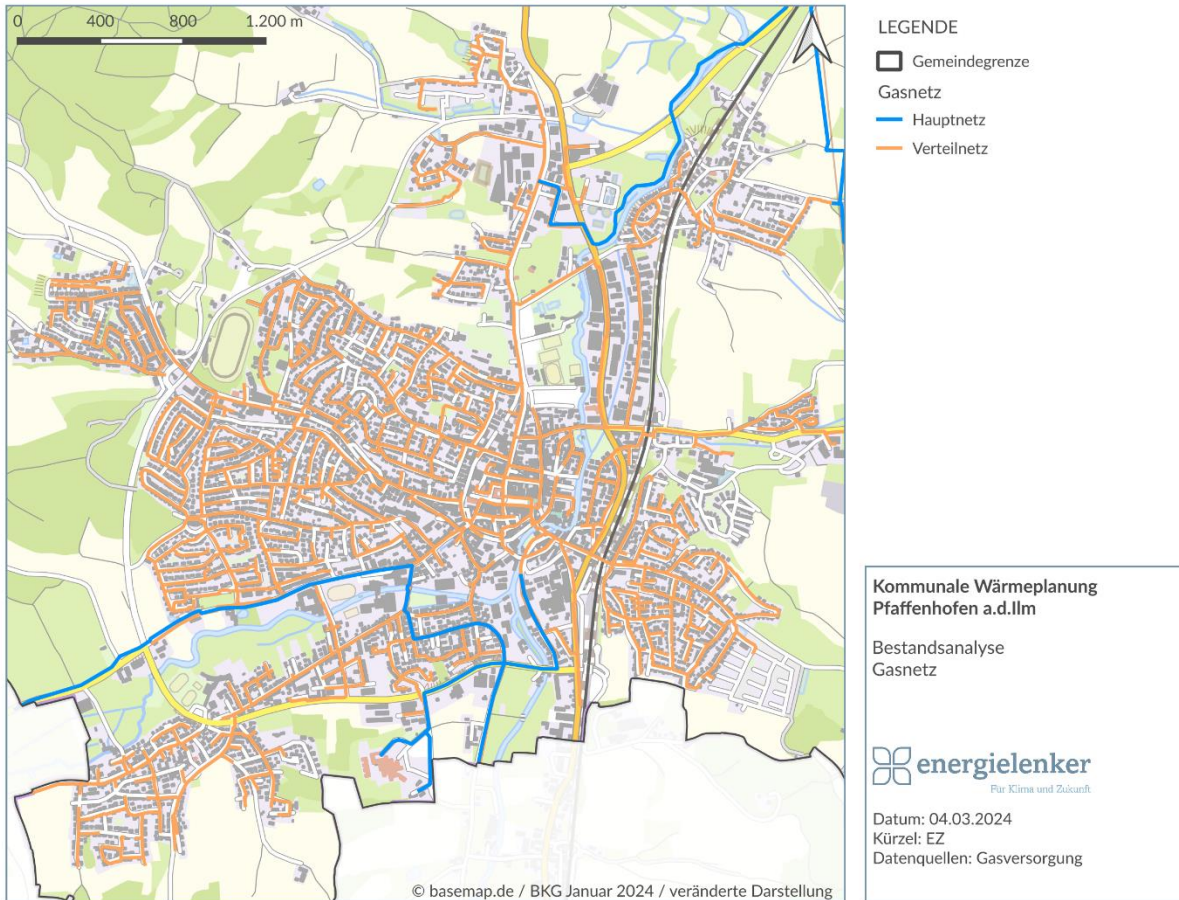 0 400 800 1.200 m
LEGENDE
Gemeindegrenze
Gasnetz
Hauptnetz
Verteilnetz
Kommunale Wärmeplanung
Pfaffenhofen a.d.Ilm
Bestandsanalyse
Gasnetz
energielenker
Für Klima und Zukunft
Datum: 04.03.2024
Kürzel: EZ
Datenquellen: Gasversorgung
© basemap.de / BKG Januar 2024 / veränderte Darstellung